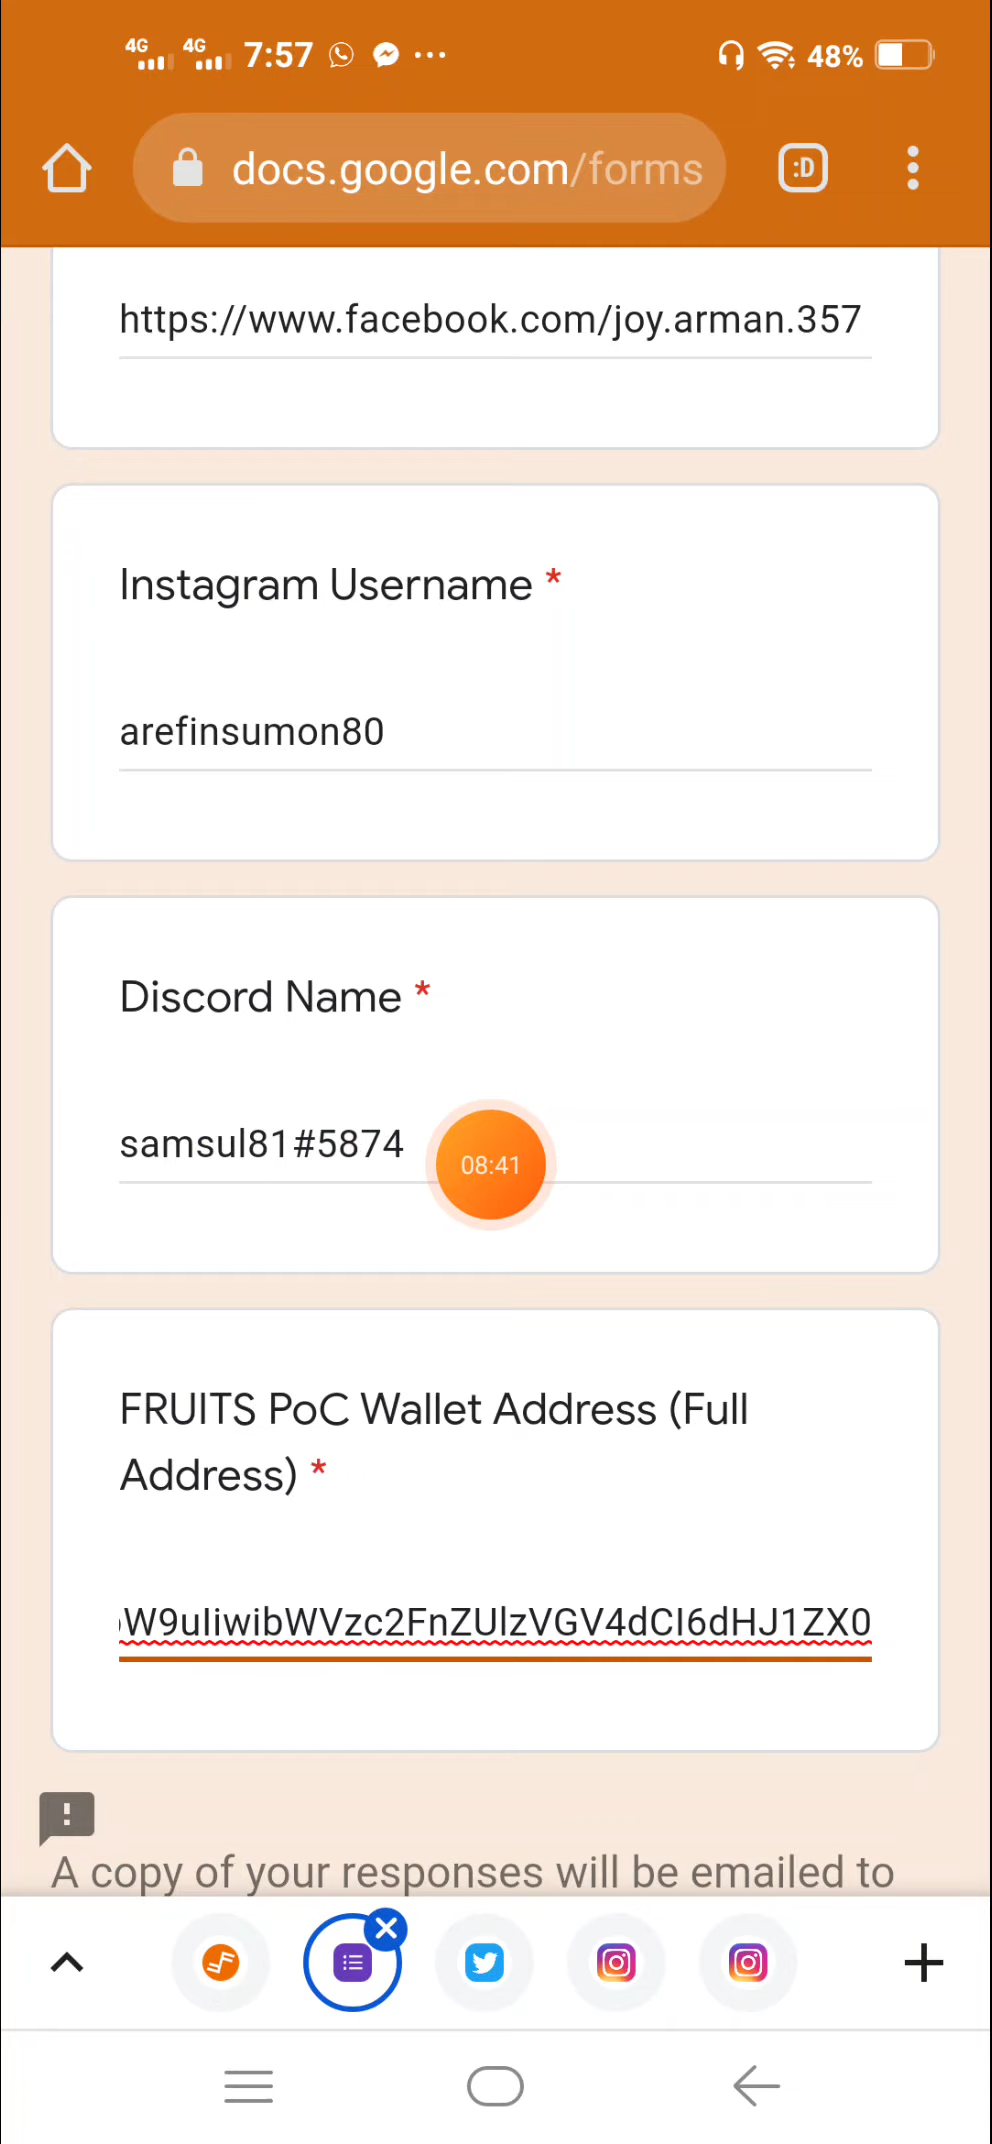 4G 4G 7:57 48%
docs.google.com/forms
:D
https://www.facebook.com/joy.arman.357
Instagram Username *
arefinsumon80
Discord Name *
samsul81#5874
08:41
FRUITS PoC Wallet Address (Full
Address) *
W9uIiwibWVzc2FnZUlzVGV4dCI6dHJ1ZX0
A copy of your responses will be emailed to